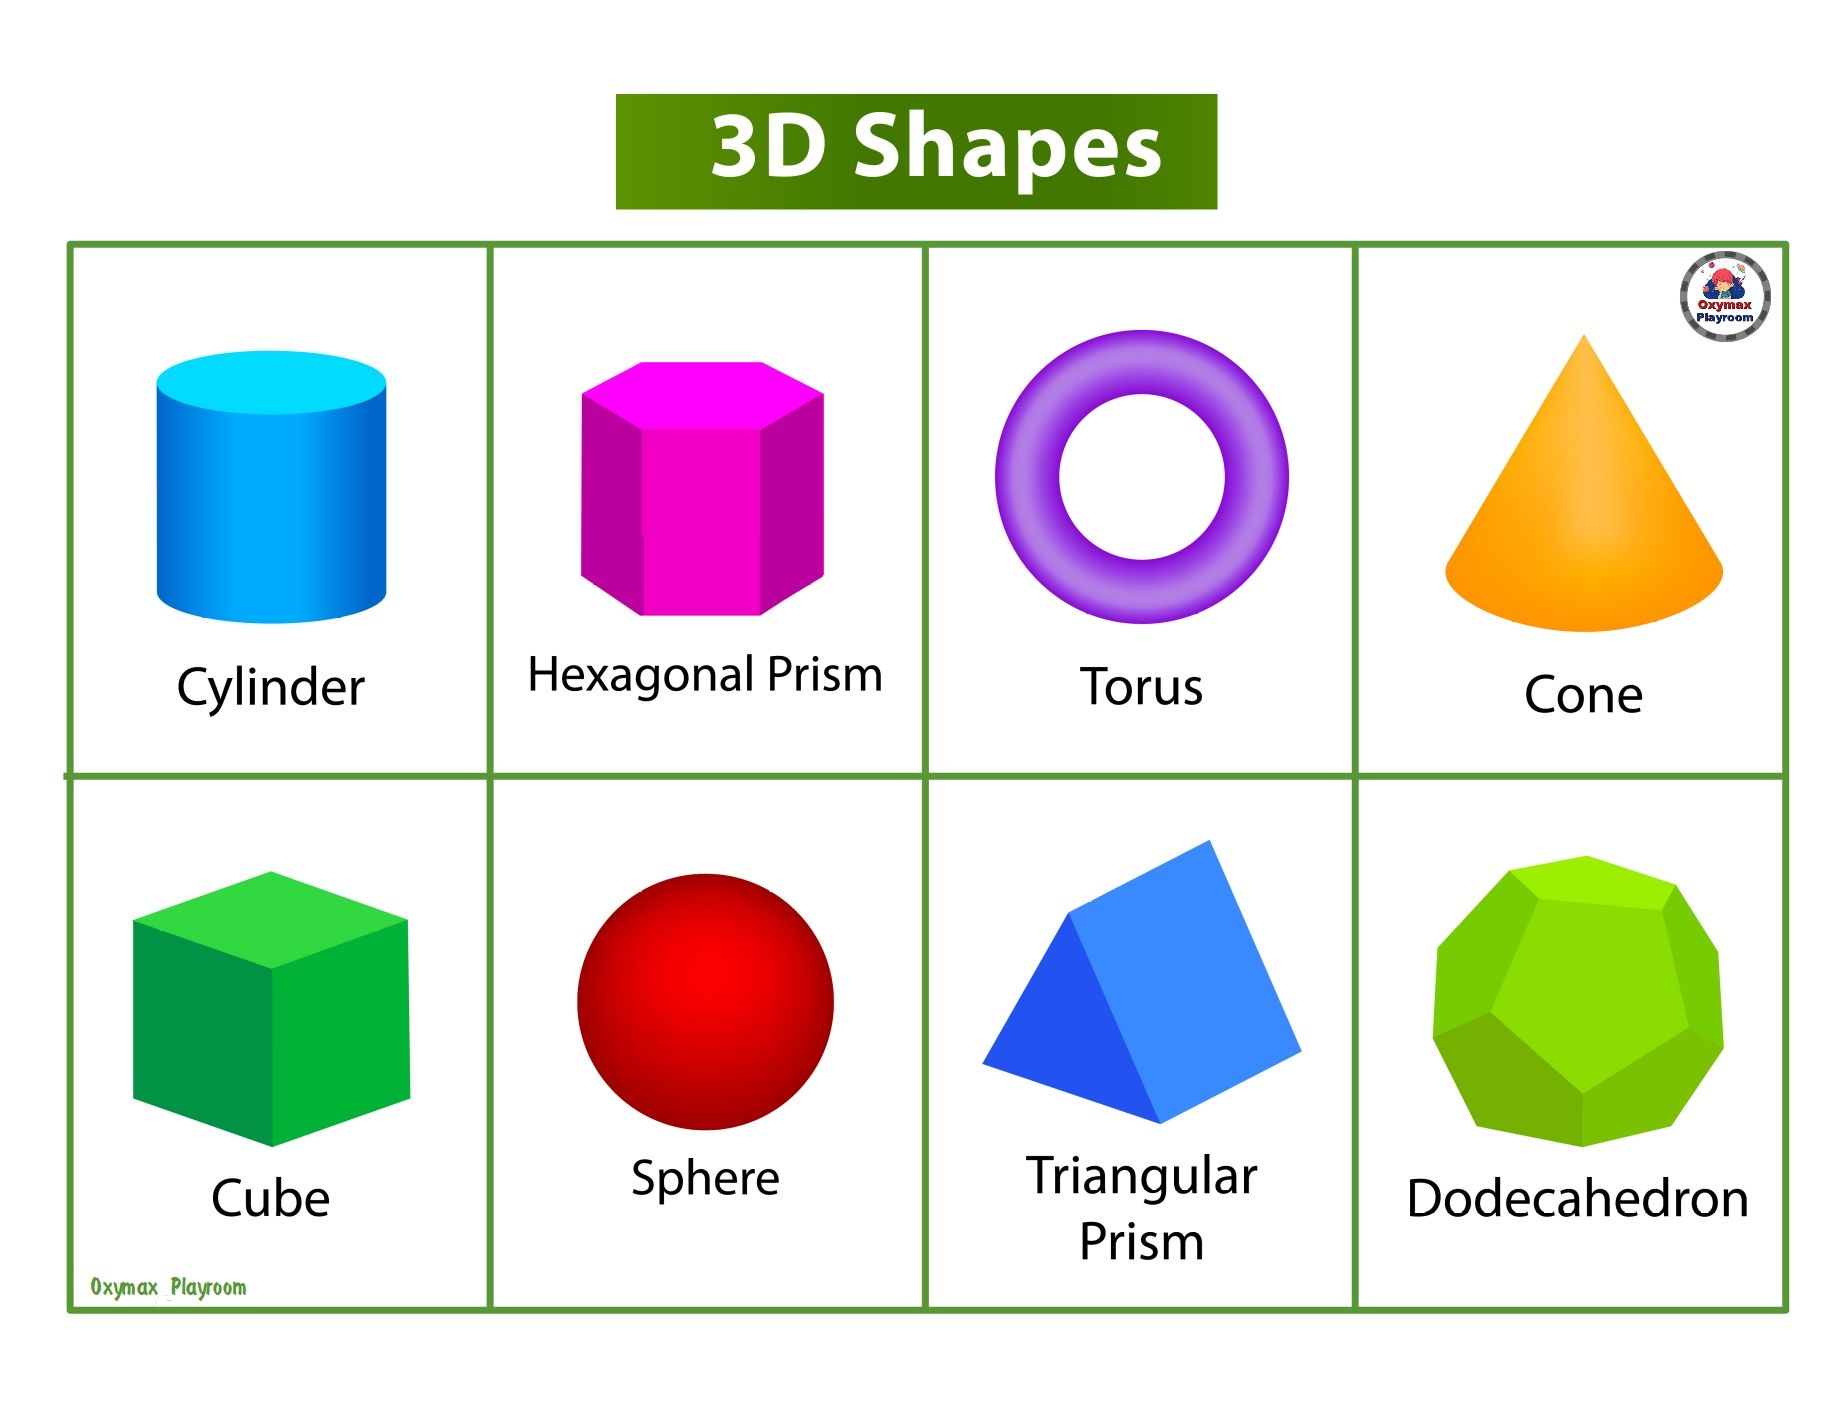 3D Shapes
Oxymax
Playroom
Cylinder
Hexagonal Prism
Torus
Cone
Cube
Sphere
Triangular
Prism
Dodecahedron
Oxymax_Playroom